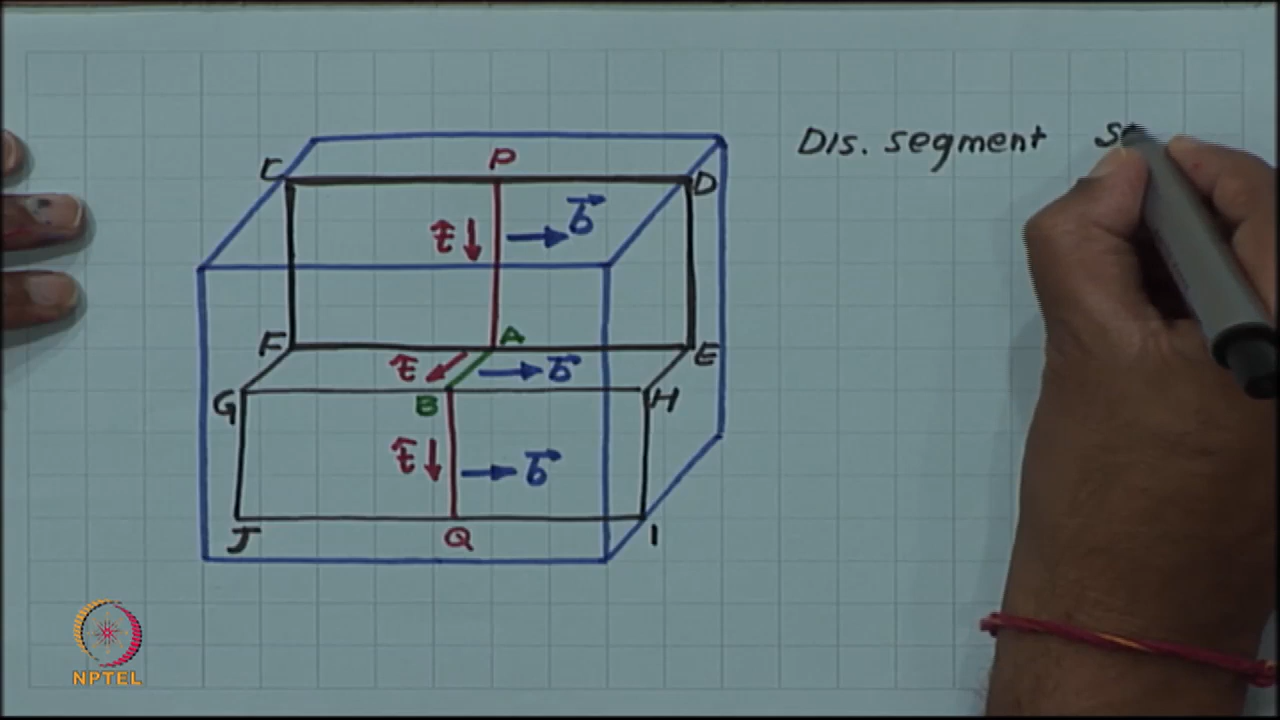 Dis. segment S
C P D
t̂ b⃗
F A E
t̂ b⃗
G B H
t̂ b⃗
J Q I
NPTEL